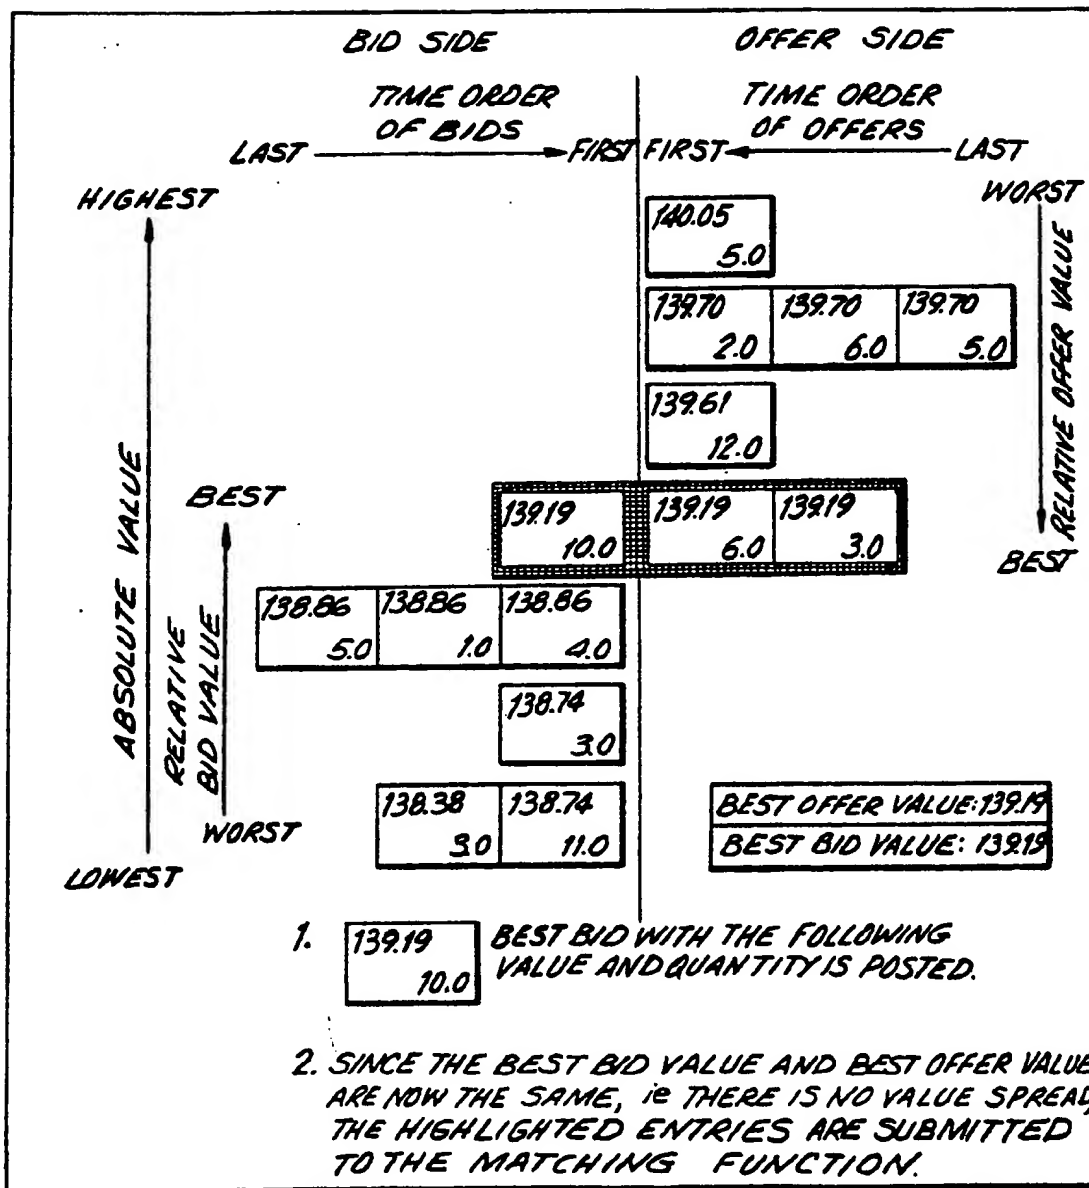 BID SIDE
OFFER SIDE
TIME ORDER
OF BIDS
TIME ORDER
OF OFFERS
LAST
FIRST
FIRST
LAST
HIGHEST
WORST
140.05
5.0
139.70
2.0
139.70
6.0
139.70
5.0
RELATIVE OFFER VALUE
139.61
12.0
ABSOLUTE VALUE
BEST
139.19
10.0
139.19
6.0
139.19
3.0
BEST
RELATIVE
BID VALUE
138.86
5.0
138.86
1.0
138.86
4.0
138.74
3.0
138.38
3.0
138.74
11.0
WORST
LOWEST
BEST OFFER VALUE: 139.19
BEST BID VALUE: 139.19
1. 139.19
10.0
BEST BID WITH THE FOLLOWING
VALUE AND QUANTITY IS POSTED.
2. SINCE THE BEST BID VALUE AND BEST OFFER VALUE
ARE NOW THE SAME, ie THERE IS NO VALUE SPREAD,
THE HIGHLIGHTED ENTRIES ARE SUBMITTED
TO THE MATCHING FUNCTION.